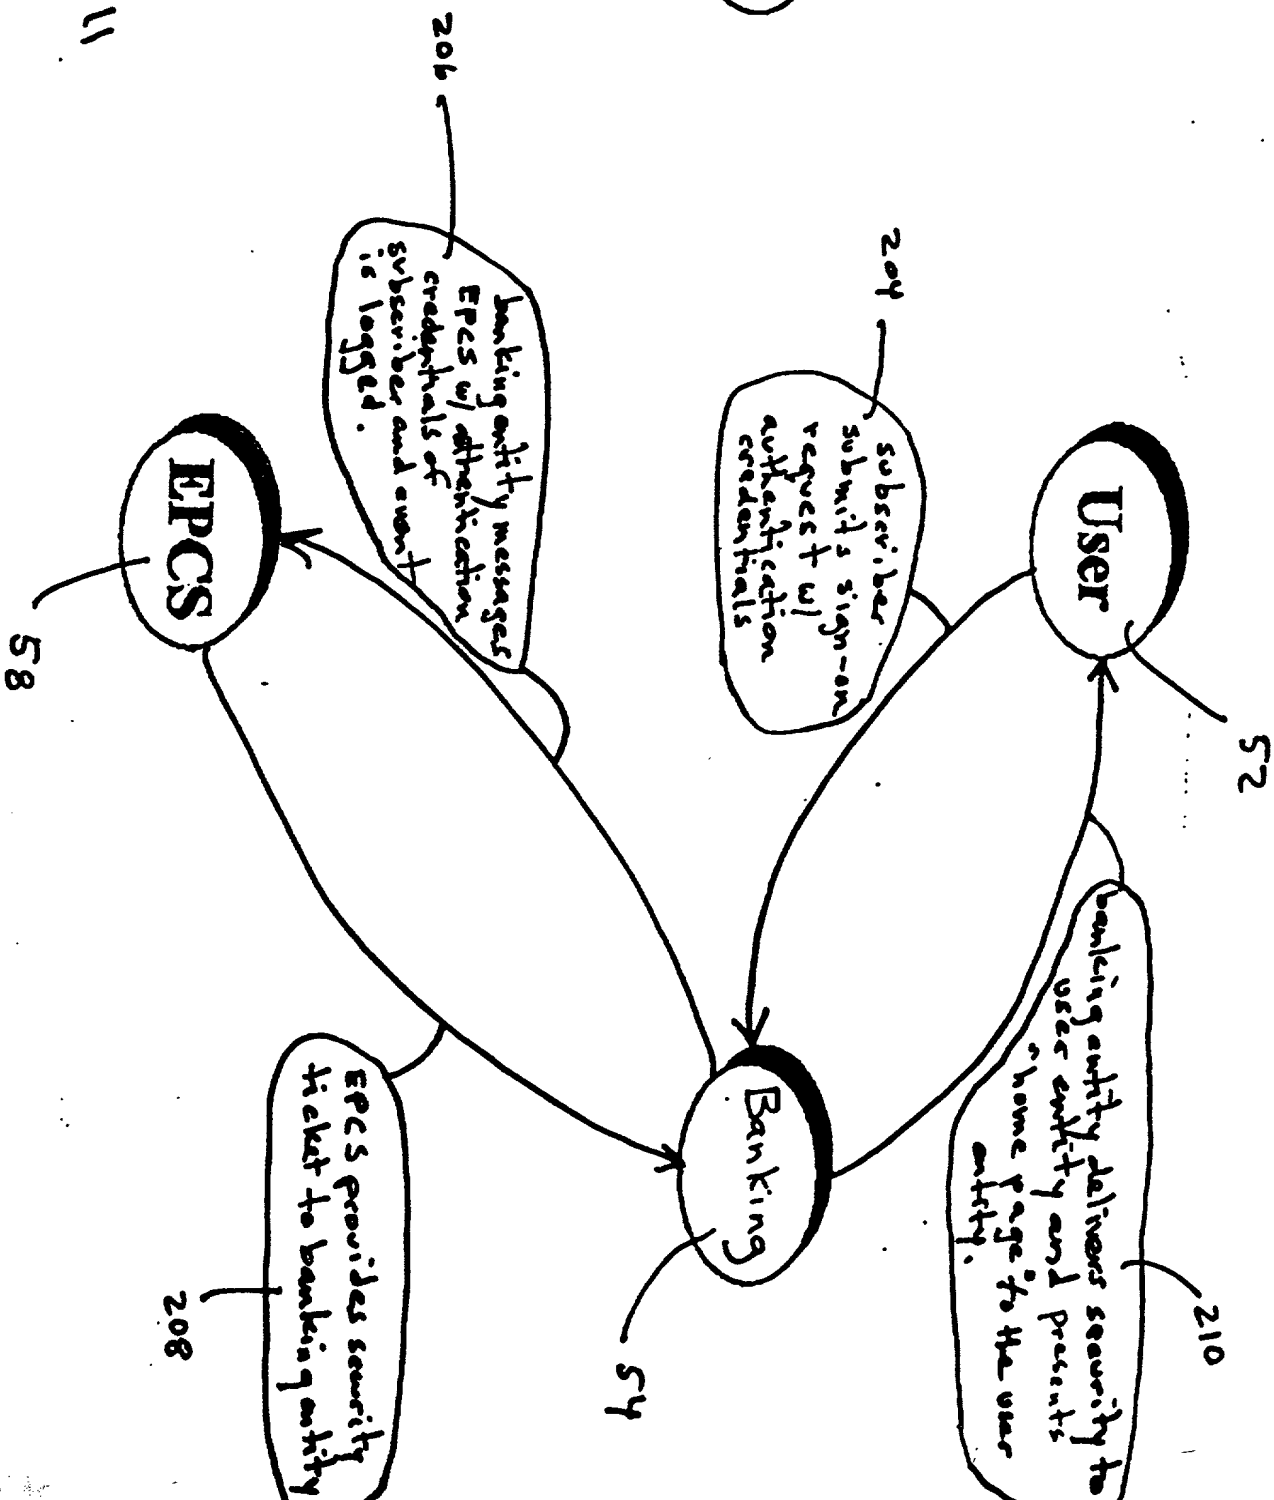 52
User
210
banking entity delivers security to
user entity and presents
"home page" to the user
entity.
204
subscriber
submits sign-on
request w/
authentication
credentials
Banking
54
206
banking entity messages
EPCS w/ authentication
credentials of
subscriber and event
is logged.
EPCS
58
EPCS provides security
ticket to banking entity
208
11